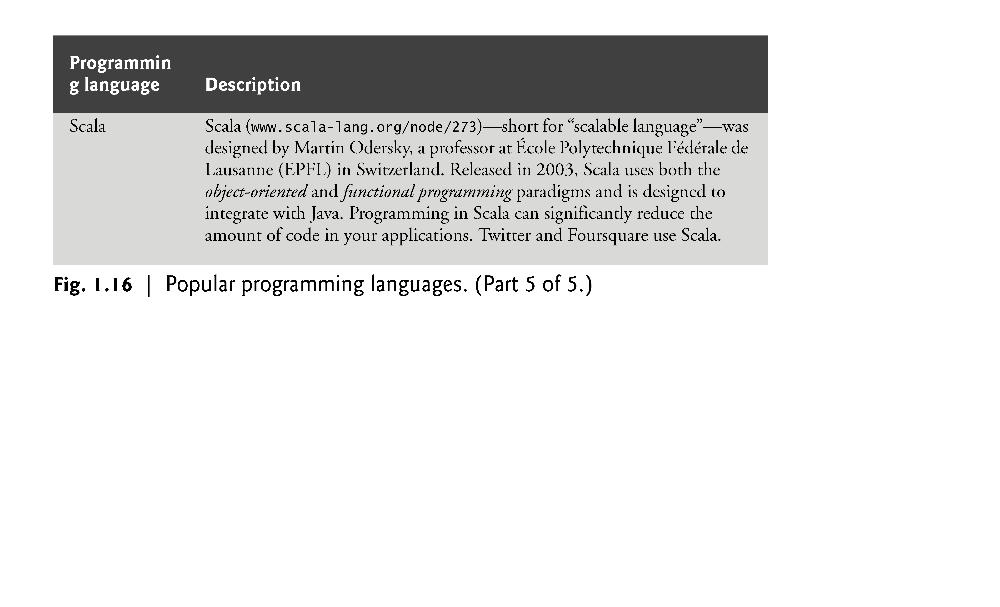 Programmin
g language Description
Scala Scala (www.scala-lang.org/node/273)—short for “scalable language”—was
designed by Martin Odersky, a professor at École Polytechnique Fédérale de
Lausanne (EPFL) in Switzerland. Released in 2003, Scala uses both the
object-oriented and functional programming paradigms and is designed to
integrate with Java. Programming in Scala can significantly reduce the
amount of code in your applications. Twitter and Foursquare use Scala.
Fig. 1.16 | Popular programming languages. (Part 5 of 5.)